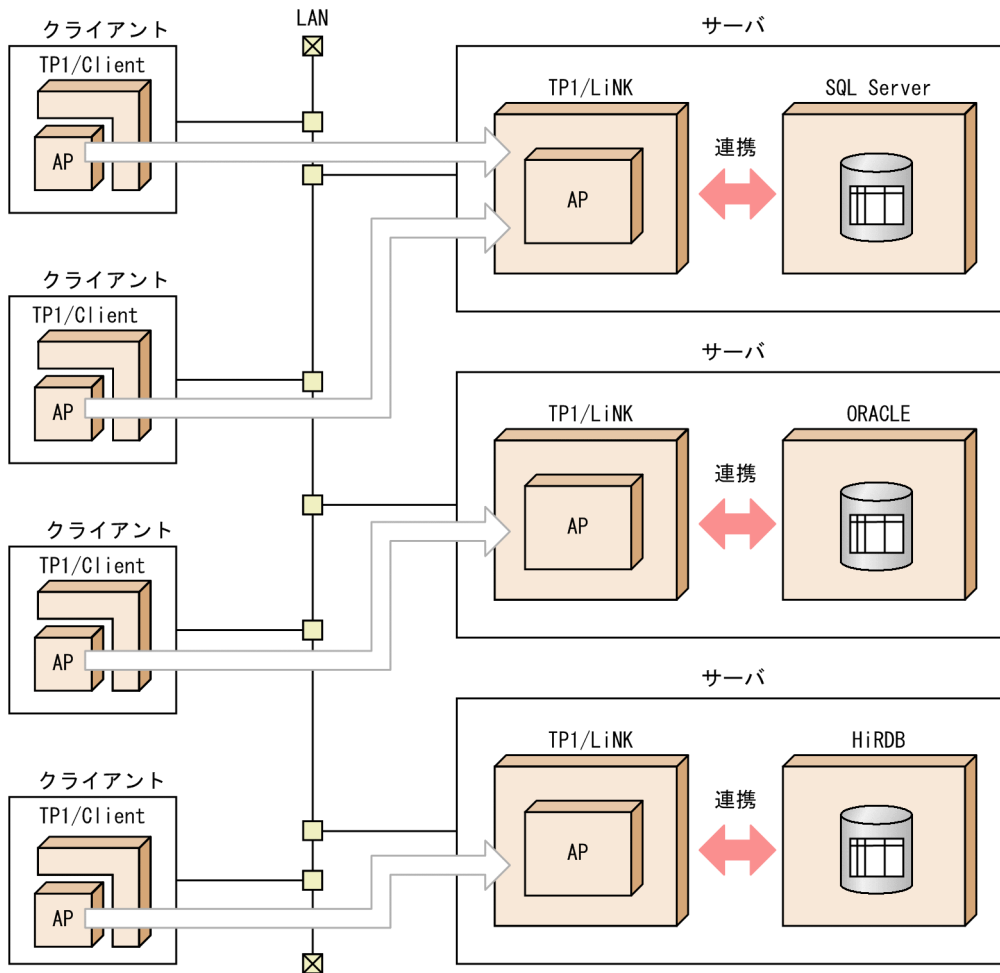 クライアント
TP1/Client
AP
LAN
サーバ
TP1/LiNK
AP
連携
SQL Server
クライアント
TP1/Client
AP
サーバ
TP1/LiNK
AP
連携
ORACLE
クライアント
TP1/Client
AP
サーバ
TP1/LiNK
AP
連携
HiRDB
クライアント
TP1/Client
AP